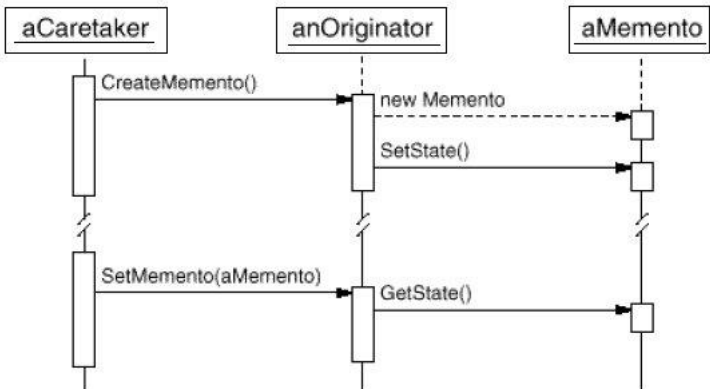 aCaretaker
anOriginator
aMemento
CreateMemento()
new Memento
SetState()
SetMemento(aMemento)
GetState()